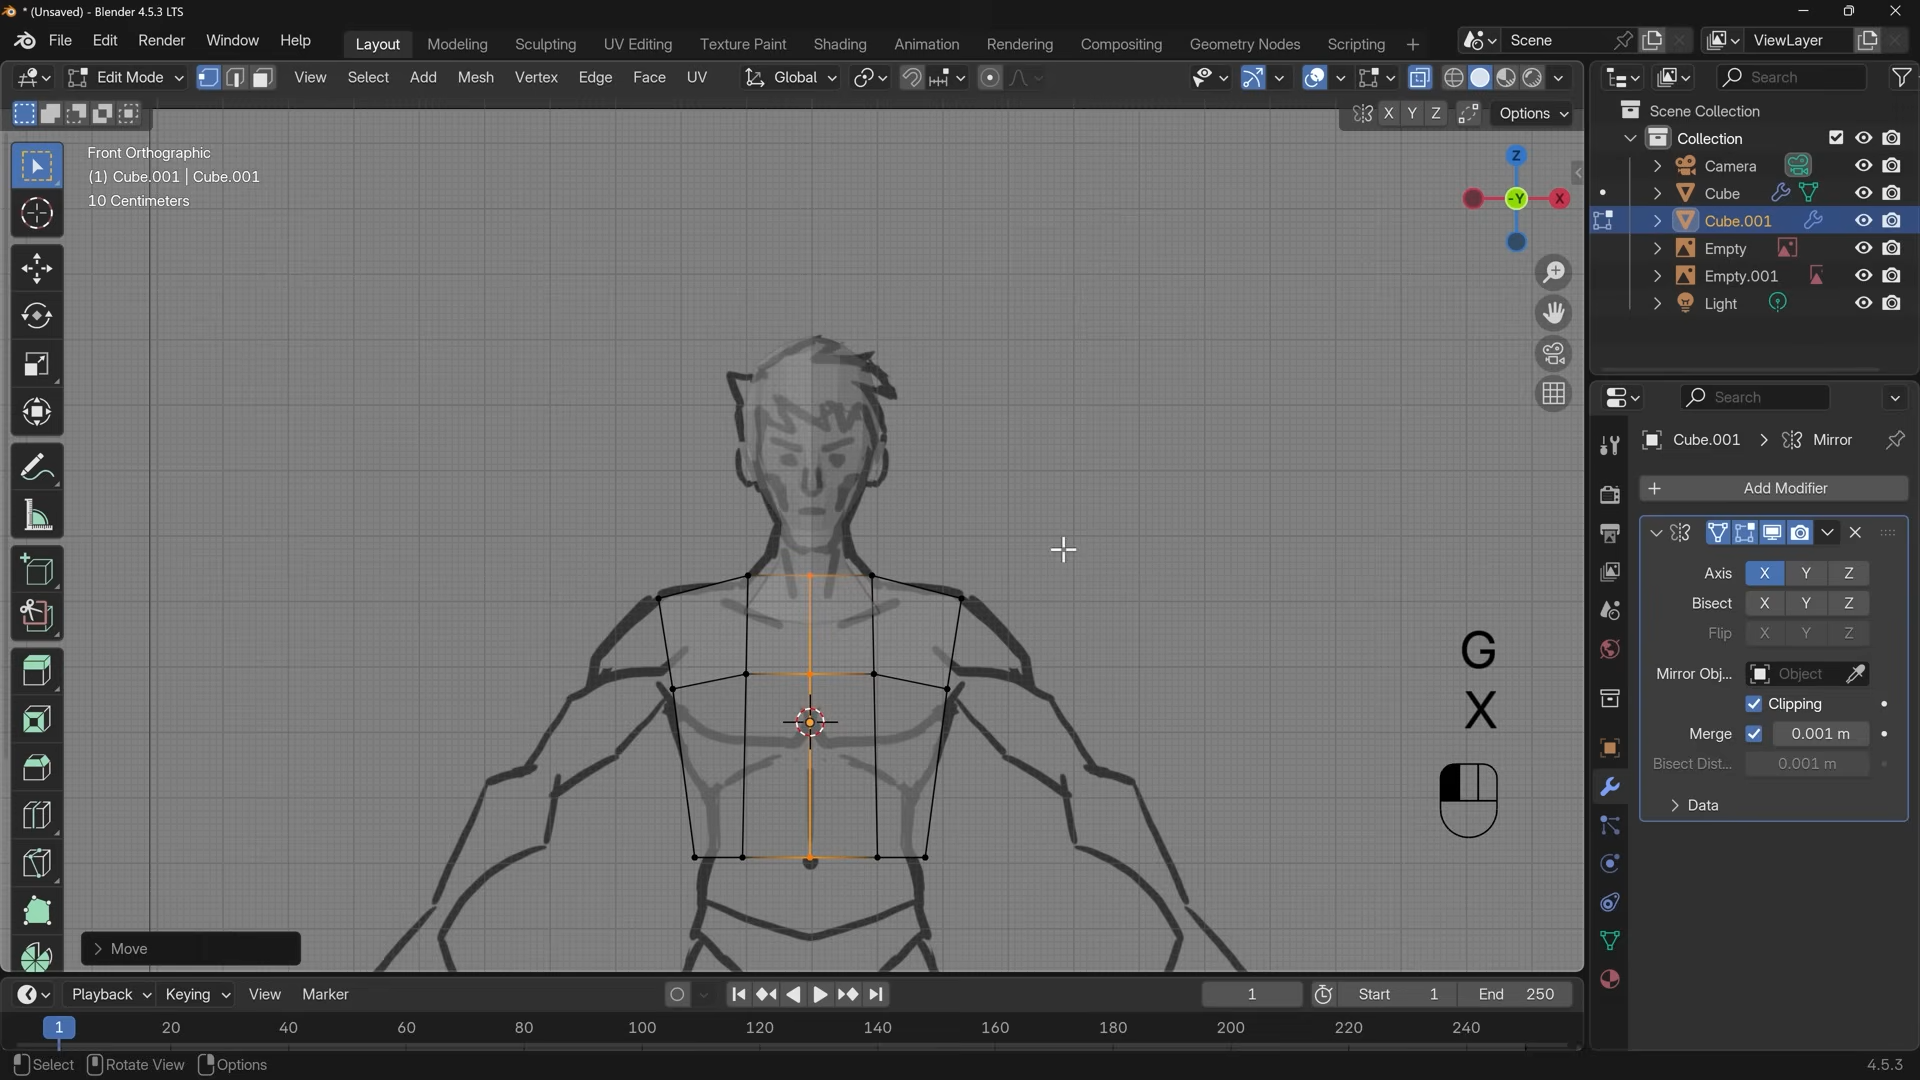 * (Unsaved) - Blender 4.5.3 LTS
File Edit Render Window Help
Layout Modeling Sculpting UV Editing Texture Paint Shading Animation Rendering Compositing Geometry Nodes Scripting +
Scene
ViewLayer
Edit Mode
View Select Add Mesh Vertex Edge Face UV
Global
Search
X Y Z
Options
Front Orthographic
(1) Cube.001 | Cube.001
10 Centimeters
Z
-Y
X
Scene Collection
Collection
Camera
Cube
Cube.001
Empty
Empty.001
Light
Search
Cube.001 > Mirror
+ Add Modifier
Axis X Y Z
Bisect X Y Z
Flip X Y Z
Mirror Obj... Object
Clipping
Merge 0.001 m
Bisect Dist... 0.001 m
> Data
G
X
> Move
Playback Keying View Marker
1
Start 1
End 250
1 20 40 60 80 100 120 140 160 180 200 220 240
Select Rotate View Options
4.5.3